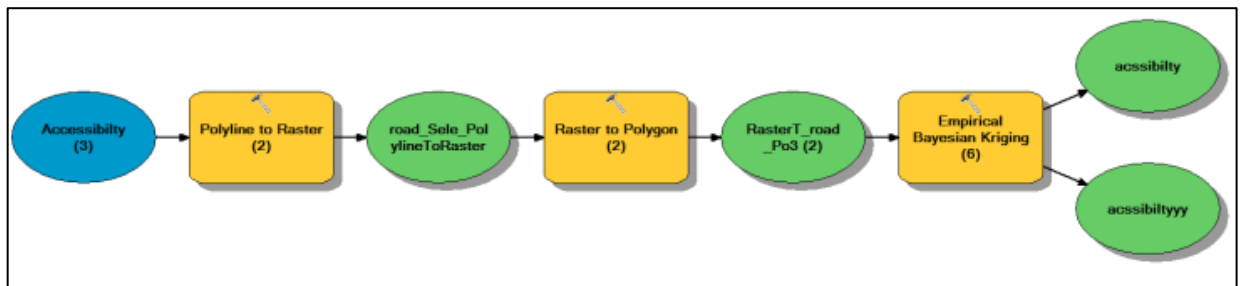 Accessibilty
(3)
Polyline to Raster
(2)
road_Sele_Pol
ylineToRaster
Raster to Polygon
(2)
RasterT_road
_Po3 (2)
Empirical
Bayesian Kriging
(6)
acssibilty
acssibiltyyy